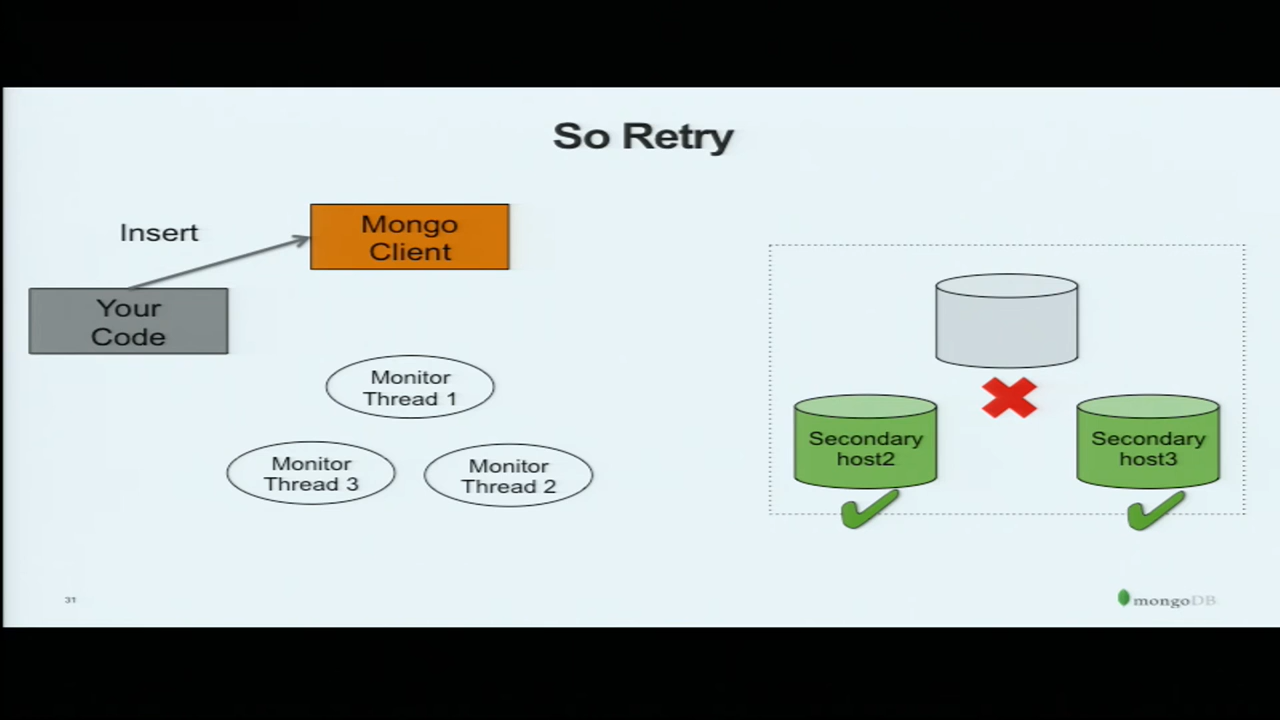 So Retry
Insert
Mongo
Client
Your
Code
Monitor
Thread 1
Monitor
Thread 3
Monitor
Thread 2
Secondary
host2
Secondary
host3
31
mongoDB